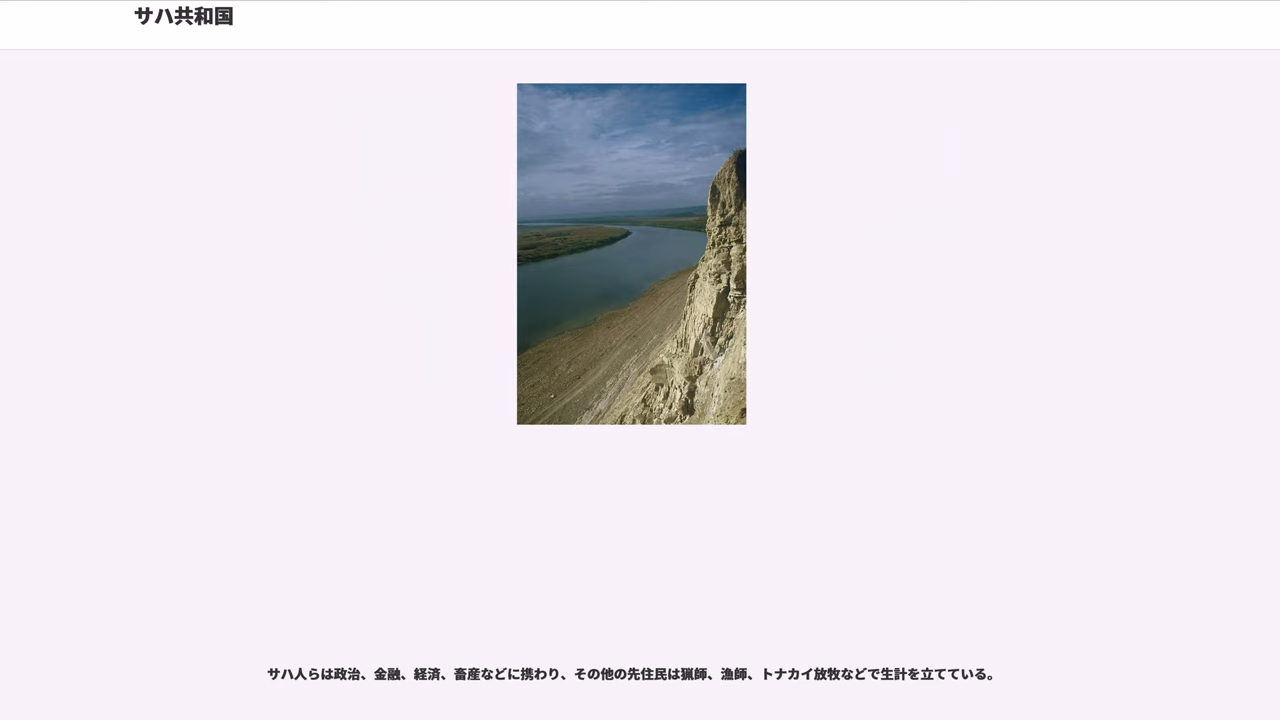 サハ共和国
サハ人らは政治、金融、経済、畜産などに携わり、その他の先住民は猟師、漁師、トナカイ放牧などで生計を立てている。